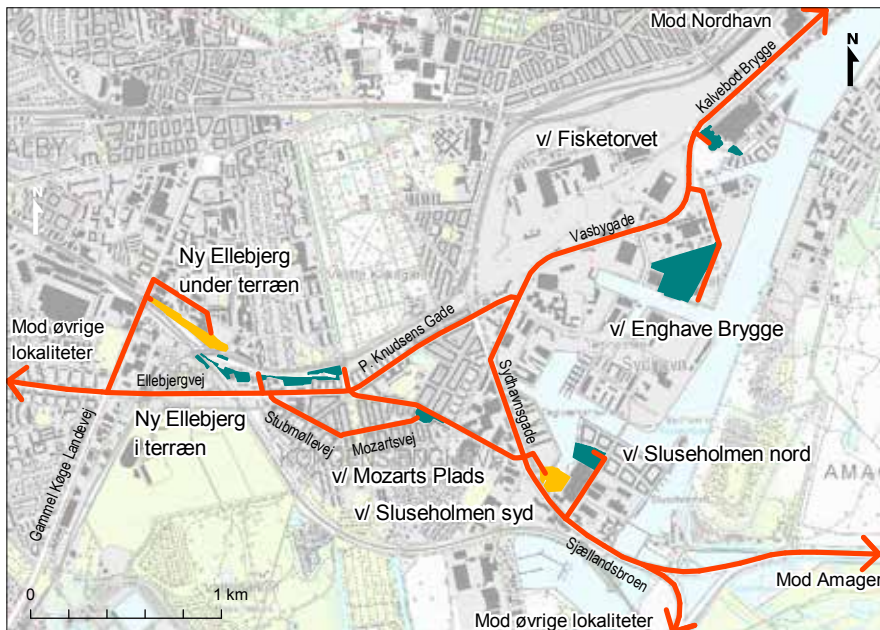 Mod Nordhavn
N
Kalvebod Brygge
v/ Fisketorvet
ALBY
N
Vasbygade
Ny Ellebjerg
under terræn
v/ Enghave Brygge
Mod øvrige
lokaliteter
P. Knudsens Gade
Ellebjergvej
Sydhavnsgade
Ny Ellebjerg
i terræn
Stubmøllevej
Mozartsvej
Gammel Køge Landevej
v/ Mozarts Plads
v/ Sluseholmen nord
AMAG
v/ Sluseholmen syd
Sjællandsbroen
0
1 km
Mod Amager
Mod øvrige lokaliteter